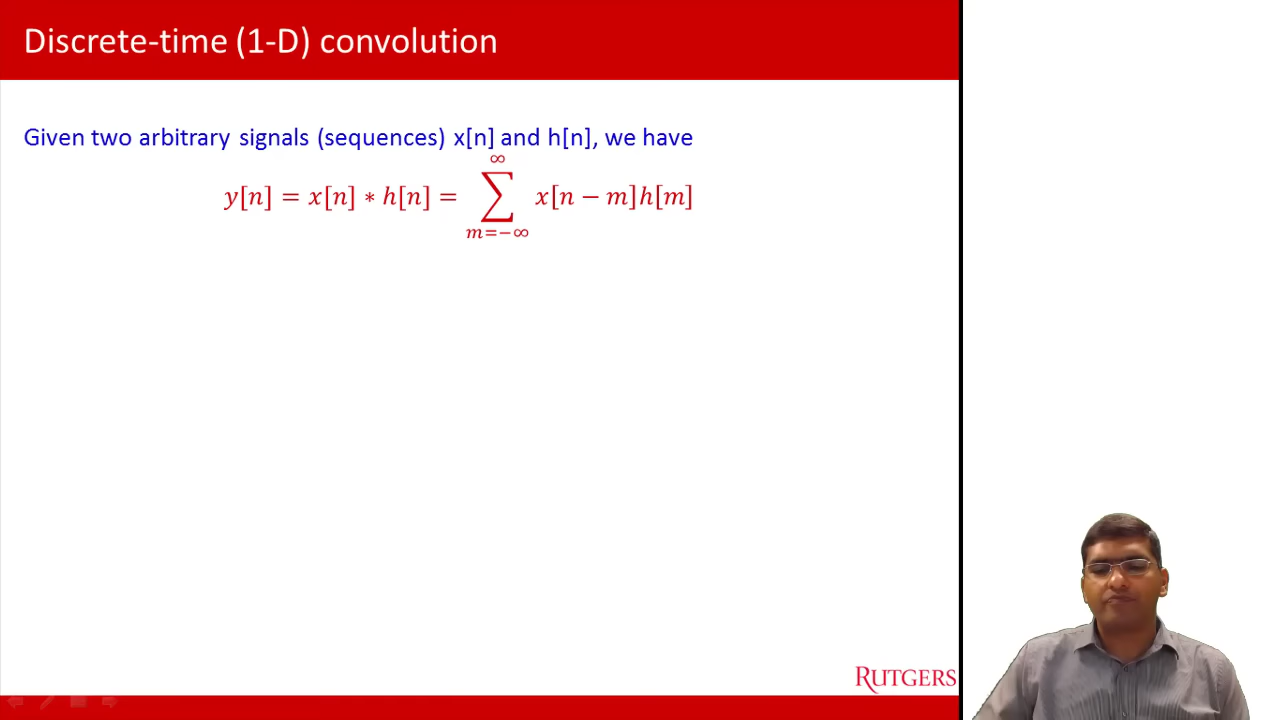 Discrete-time (1-D) convolution
Given two arbitrary signals (sequences) x[n] and h[n], we have
y[n] = x[n] ∗ h[n] = ∑_{m=−∞}^{∞} x[n − m]h[m]
RUTGERS